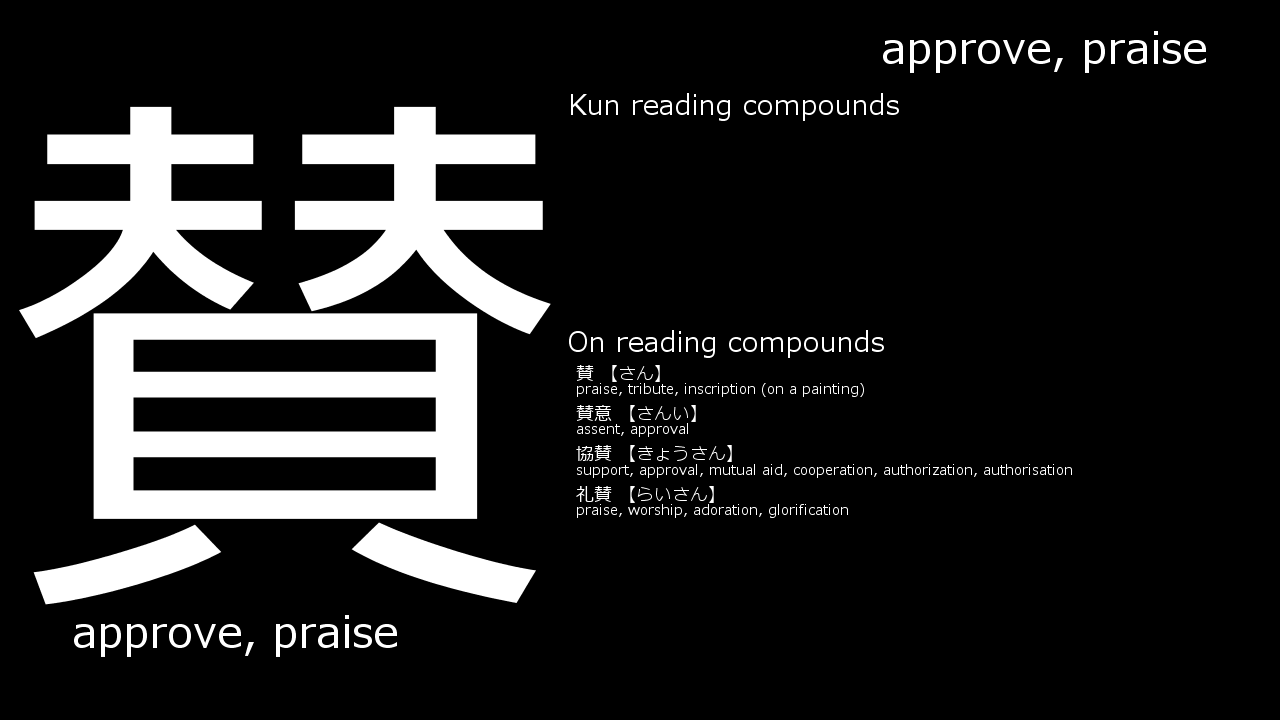 approve, praise
賛
Kun reading compounds
On reading compounds
賛 【さん】
praise, tribute, inscription (on a painting)
賛意 【さんい】
assent, approval
協賛 【きょうさん】
support, approval, mutual aid, cooperation, authorization, authorisation
礼賛 【らいさん】
praise, worship, adoration, glorification
approve, praise